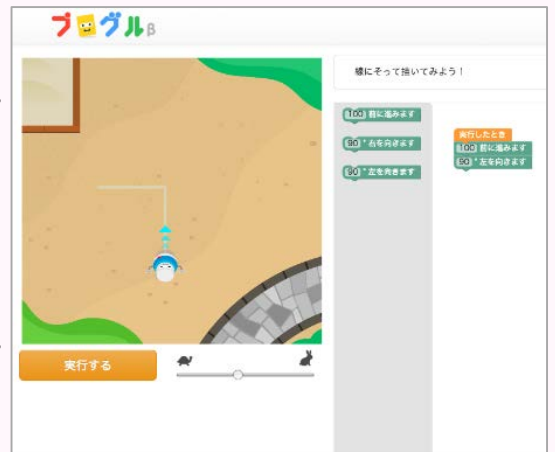 プログルβ
線にそって描いてみよう！
100 前に進みます
90 ° 右を向きます
90 ° 左を向きます
実行したとき
100 前に進みます
90 ° 左を向きます
実行する